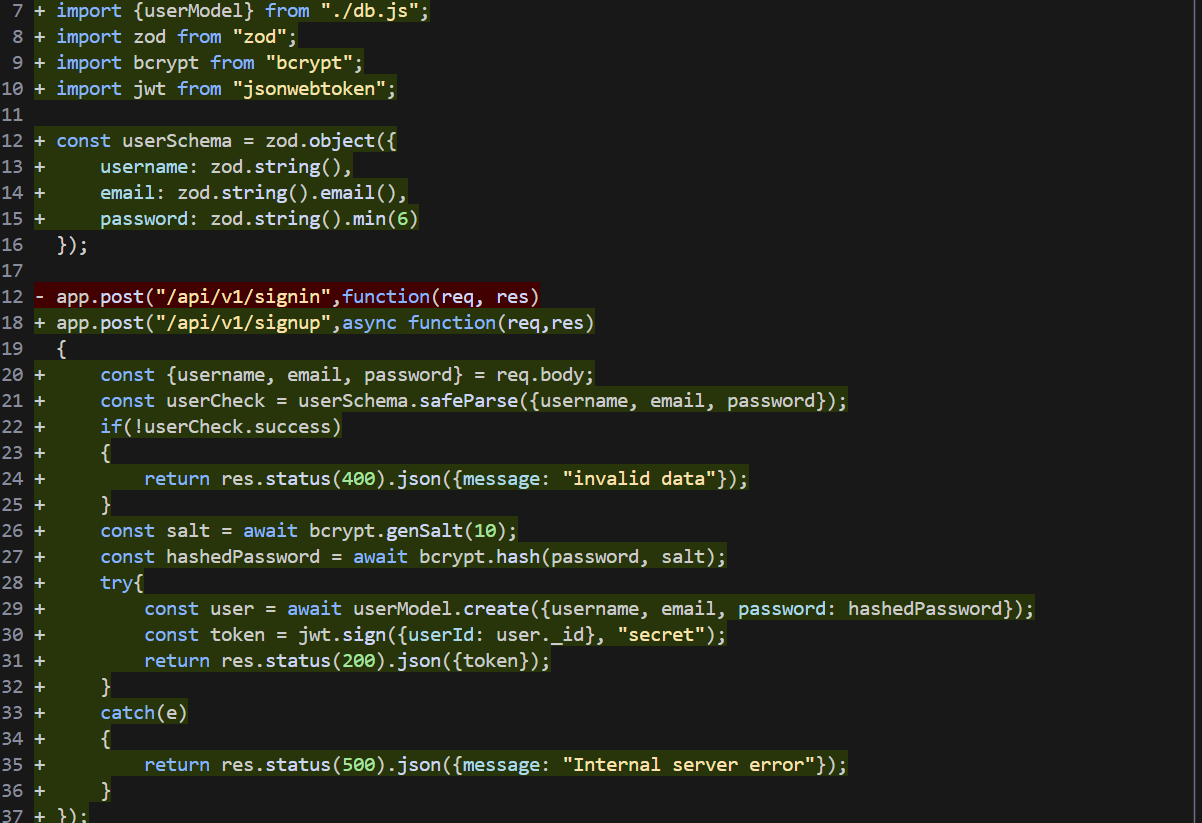 7 + import {userModel} from "./db.js";
8 + import zod from "zod";
9 + import bcrypt from "bcrypt";
10 + import jwt from "jsonwebtoken";
11
12 + const userSchema = zod.object({
13 +     username: zod.string(),
14 +     email: zod.string().email(),
15 +     password: zod.string().min(6)
16   });
17
12 - app.post("/api/v1/signin",function(req, res)
18 + app.post("/api/v1/signup",async function(req,res)
19   {
20 +     const {username, email, password} = req.body;
21 +     const userCheck = userSchema.safeParse({username, email, password});
22 +     if(!userCheck.success)
23 +     {
24 +         return res.status(400).json({message: "invalid data"});
25 +     }
26 +     const salt = await bcrypt.genSalt(10);
27 +     const hashedPassword = await bcrypt.hash(password, salt);
28 +     try{
29 +         const user = await userModel.create({username, email, password: hashedPassword});
30 +         const token = jwt.sign({userId: user._id}, "secret");
31 +         return res.status(200).json({token});
32 +     }
33 +     catch(e)
34 +     {
35 +         return res.status(500).json({message: "Internal server error"});
36 +     }
37 + });